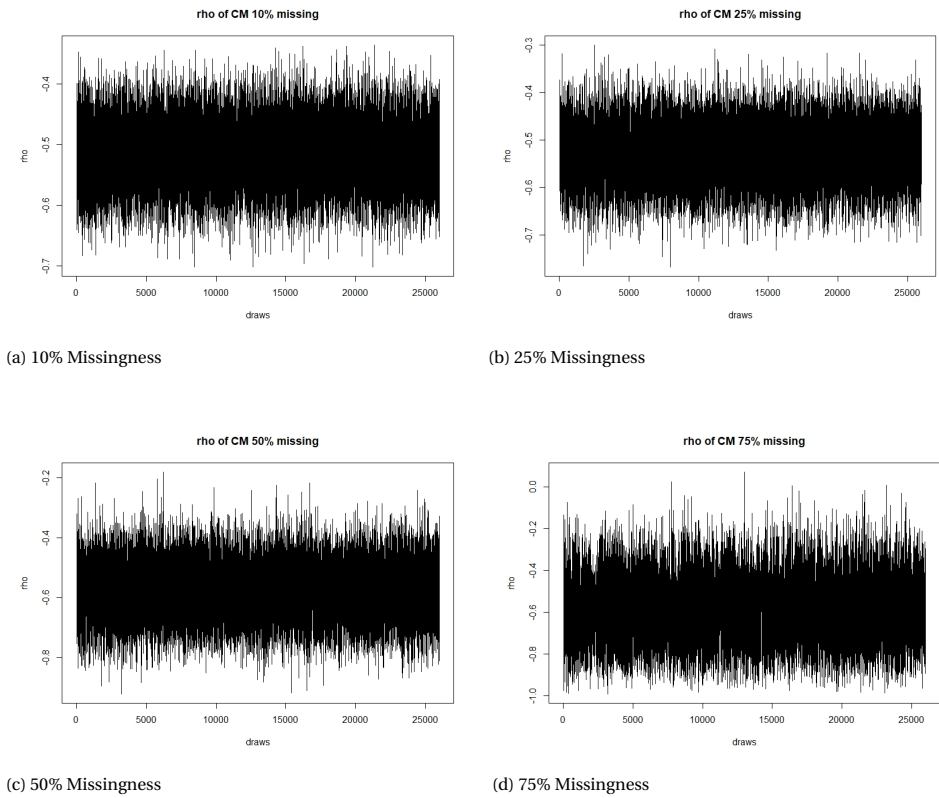 rho of CM 10% missing
-0.4
-0.5
-0.6
-0.7
rho
0 5000 10000 15000 20000 25000
draws
(a) 10% Missingness
rho of CM 25% missing
-0.3
-0.4
-0.5
-0.6
-0.7
rho
0 5000 10000 15000 20000 25000
draws
(b) 25% Missingness
rho of CM 50% missing
-0.2
-0.4
-0.6
-0.8
rho
0 5000 10000 15000 20000 25000
draws
(c) 50% Missingness
rho of CM 75% missing
0.0
-0.2
-0.4
-0.6
-0.8
-1.0
rho
0 5000 10000 15000 20000 25000
draws
(d) 75% Missingness